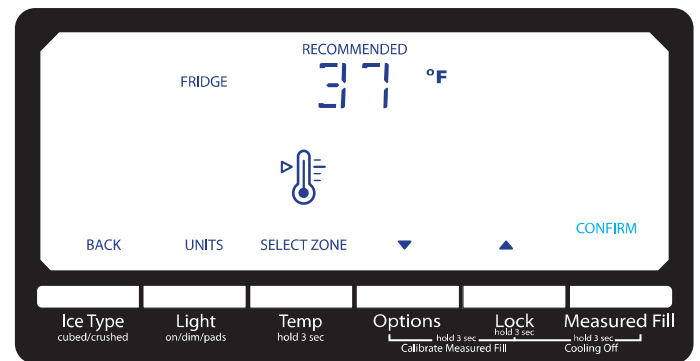 RECOMMENDED
FRIDGE 37 °F
BACK UNITS SELECT ZONE CONFIRM
Ice Type Light Temp Options Lock Measured Fill
cubed/crushed on/dim/pads hold 3 sec hold 3 sec
hold 3 sec hold 3 sec
Calibrate Measured Fill Cooling Off